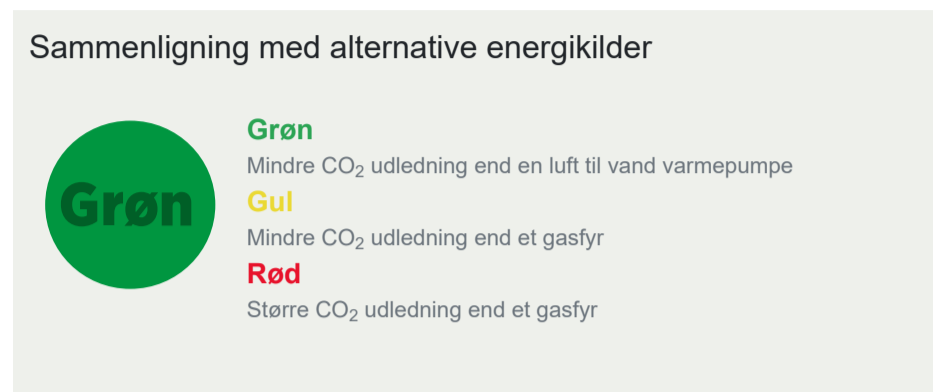 Sammenligning med alternative energikilder
Grøn
Grøn
Mindre CO₂ udledning end en luft til vand varmepumpe
Gul
Mindre CO₂ udledning end et gasfyr
Rød
Større CO₂ udledning end et gasfyr